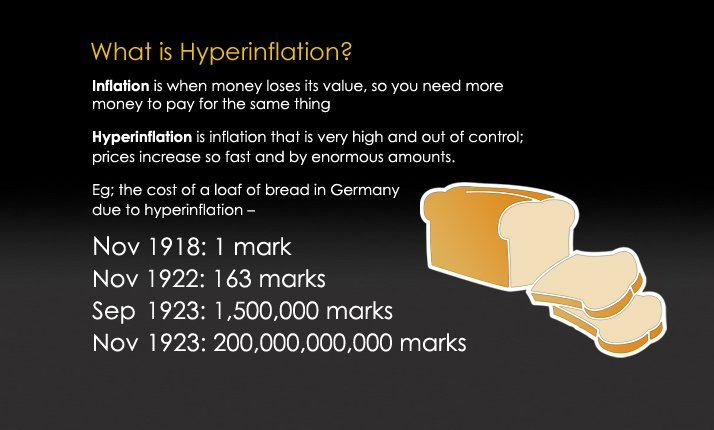 What is Hyperinflation?
Inflation is when money loses its value, so you need more
money to pay for the same thing
Hyperinflation is inflation that is very high and out of control;
prices increase so fast and by enormous amounts.
Eg; the cost of a loaf of bread in Germany
due to hyperinflation –
Nov 1918: 1 mark
Nov 1922: 163 marks
Sep 1923: 1,500,000 marks
Nov 1923: 200,000,000,000 marks